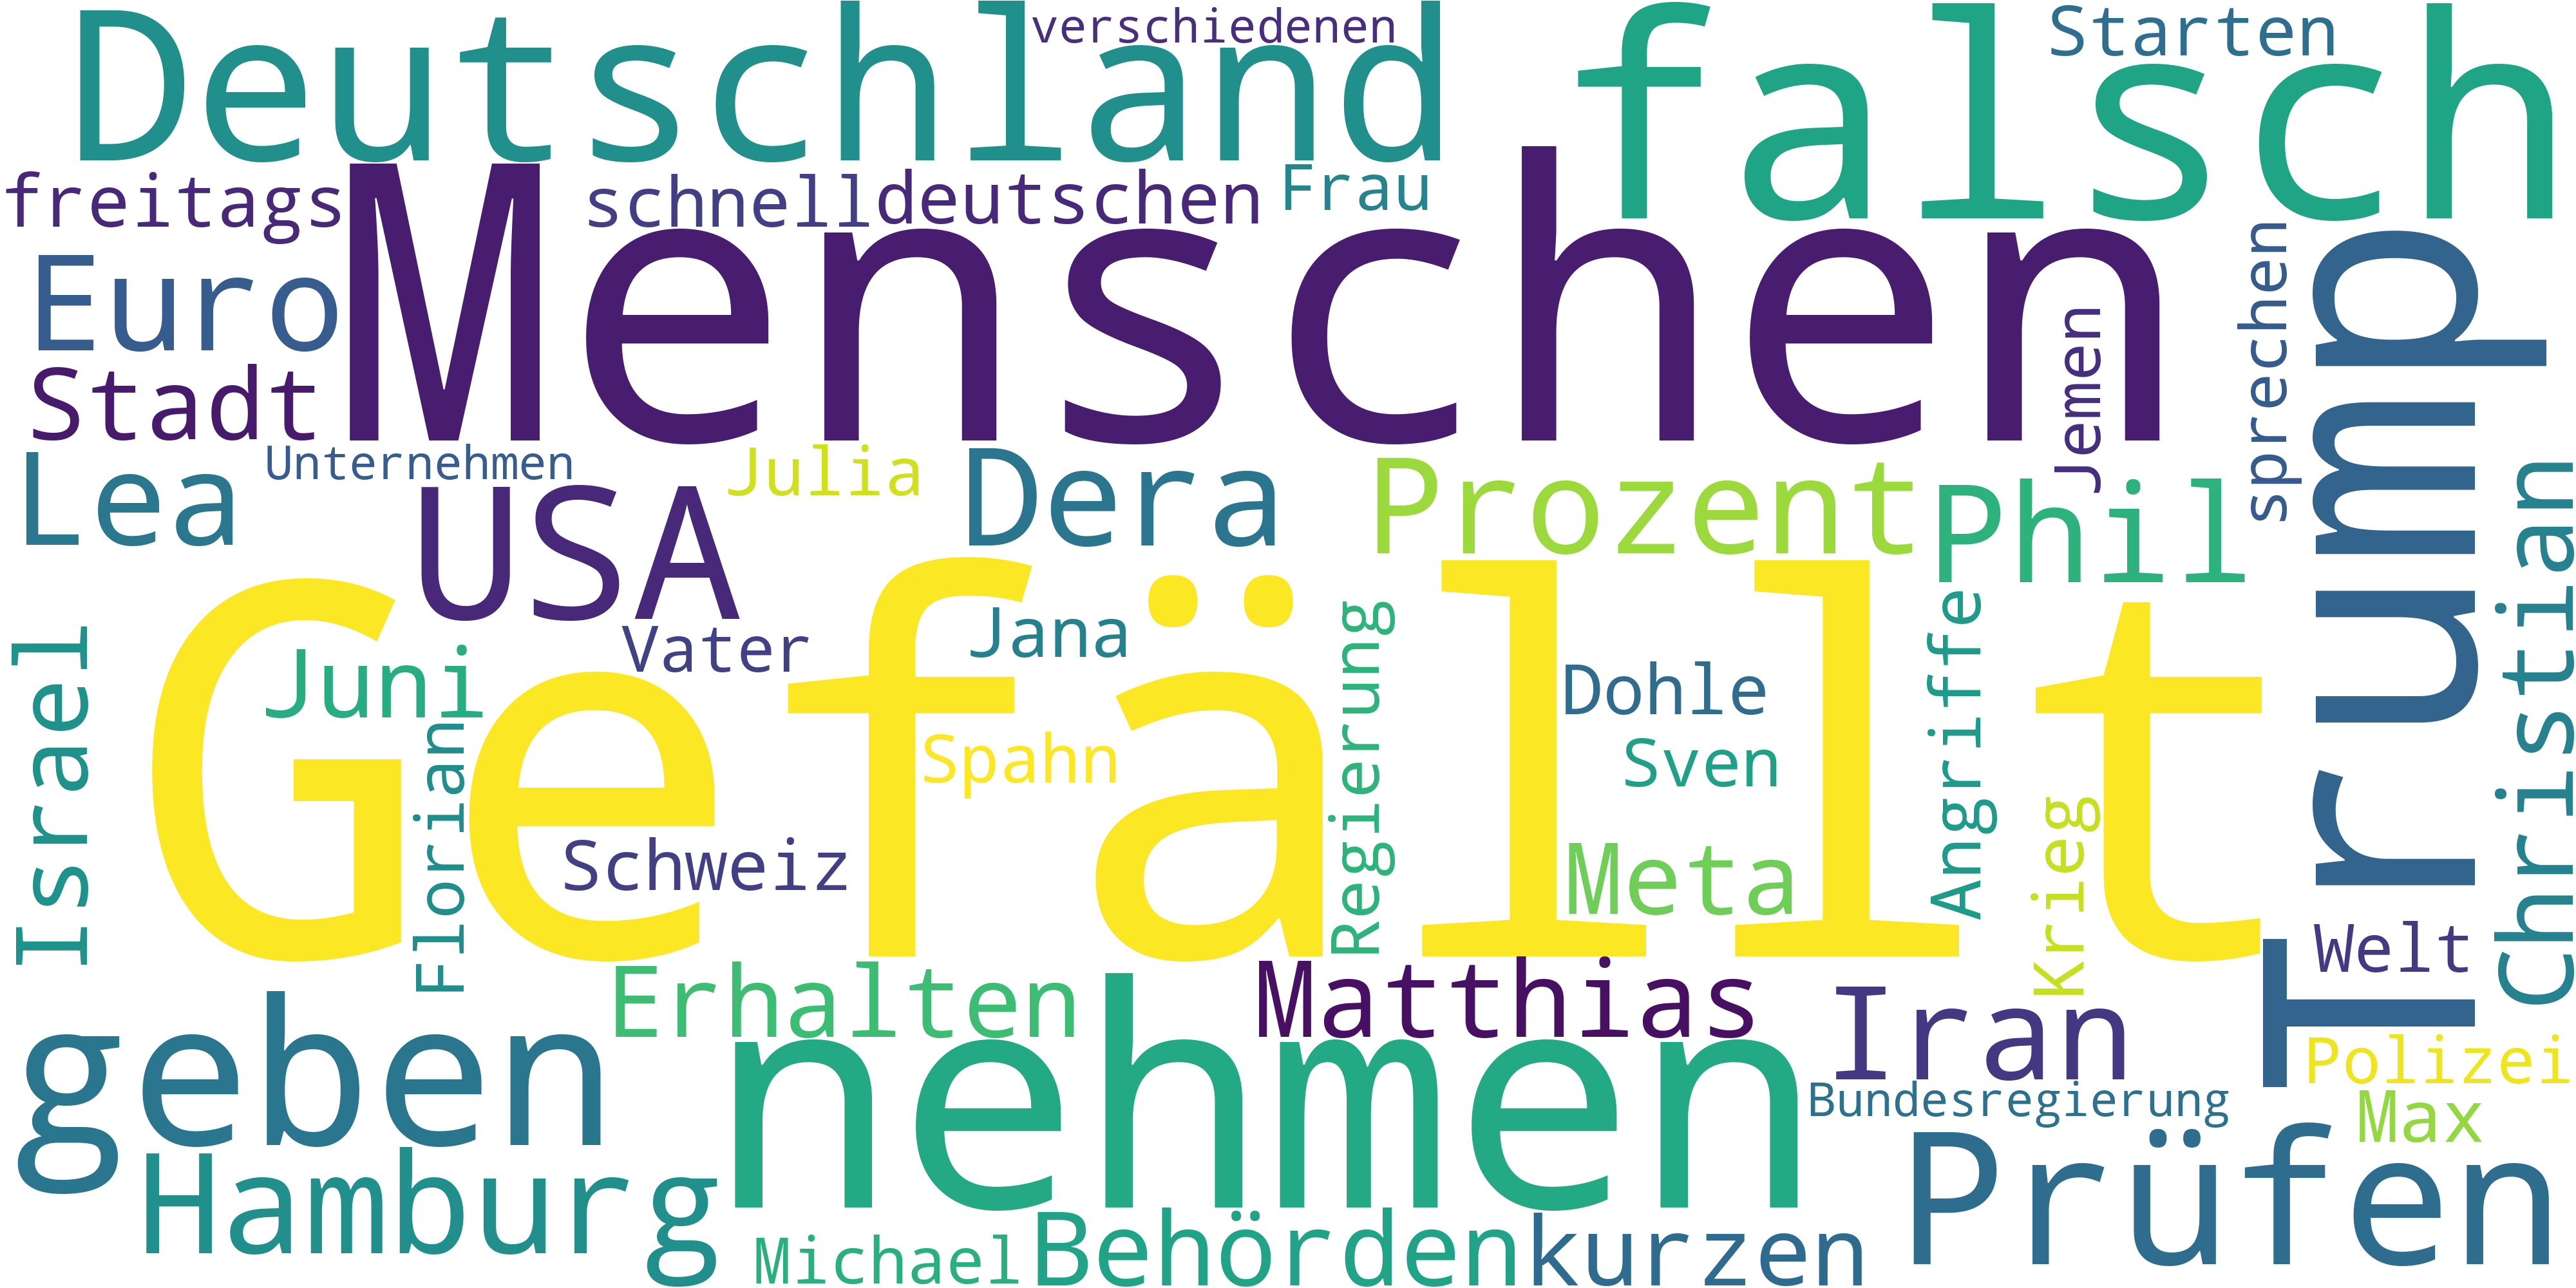 verschiedenen
Starten
Deutschland
falsch
freitags
schnell
deutschen
Frau
Menschen
Euro
Stadt
sprechen
Jemen
Trump
Unternehmen
Julia
Lea
USA
Dera
Prozent
Phil
Christian
Gefällt
Vater
Jana
Juni
Israel
Florian
Regierung
Dohle
Angriffe
Spahn
Sven
Krieg
Schweiz
Meta
Welt
Erhalten
Matthias
Iran
geben
nehmen
Polizei
Bundesregierung
Max
Hamburg
Prüfen
Michael
Behörden
kurzen